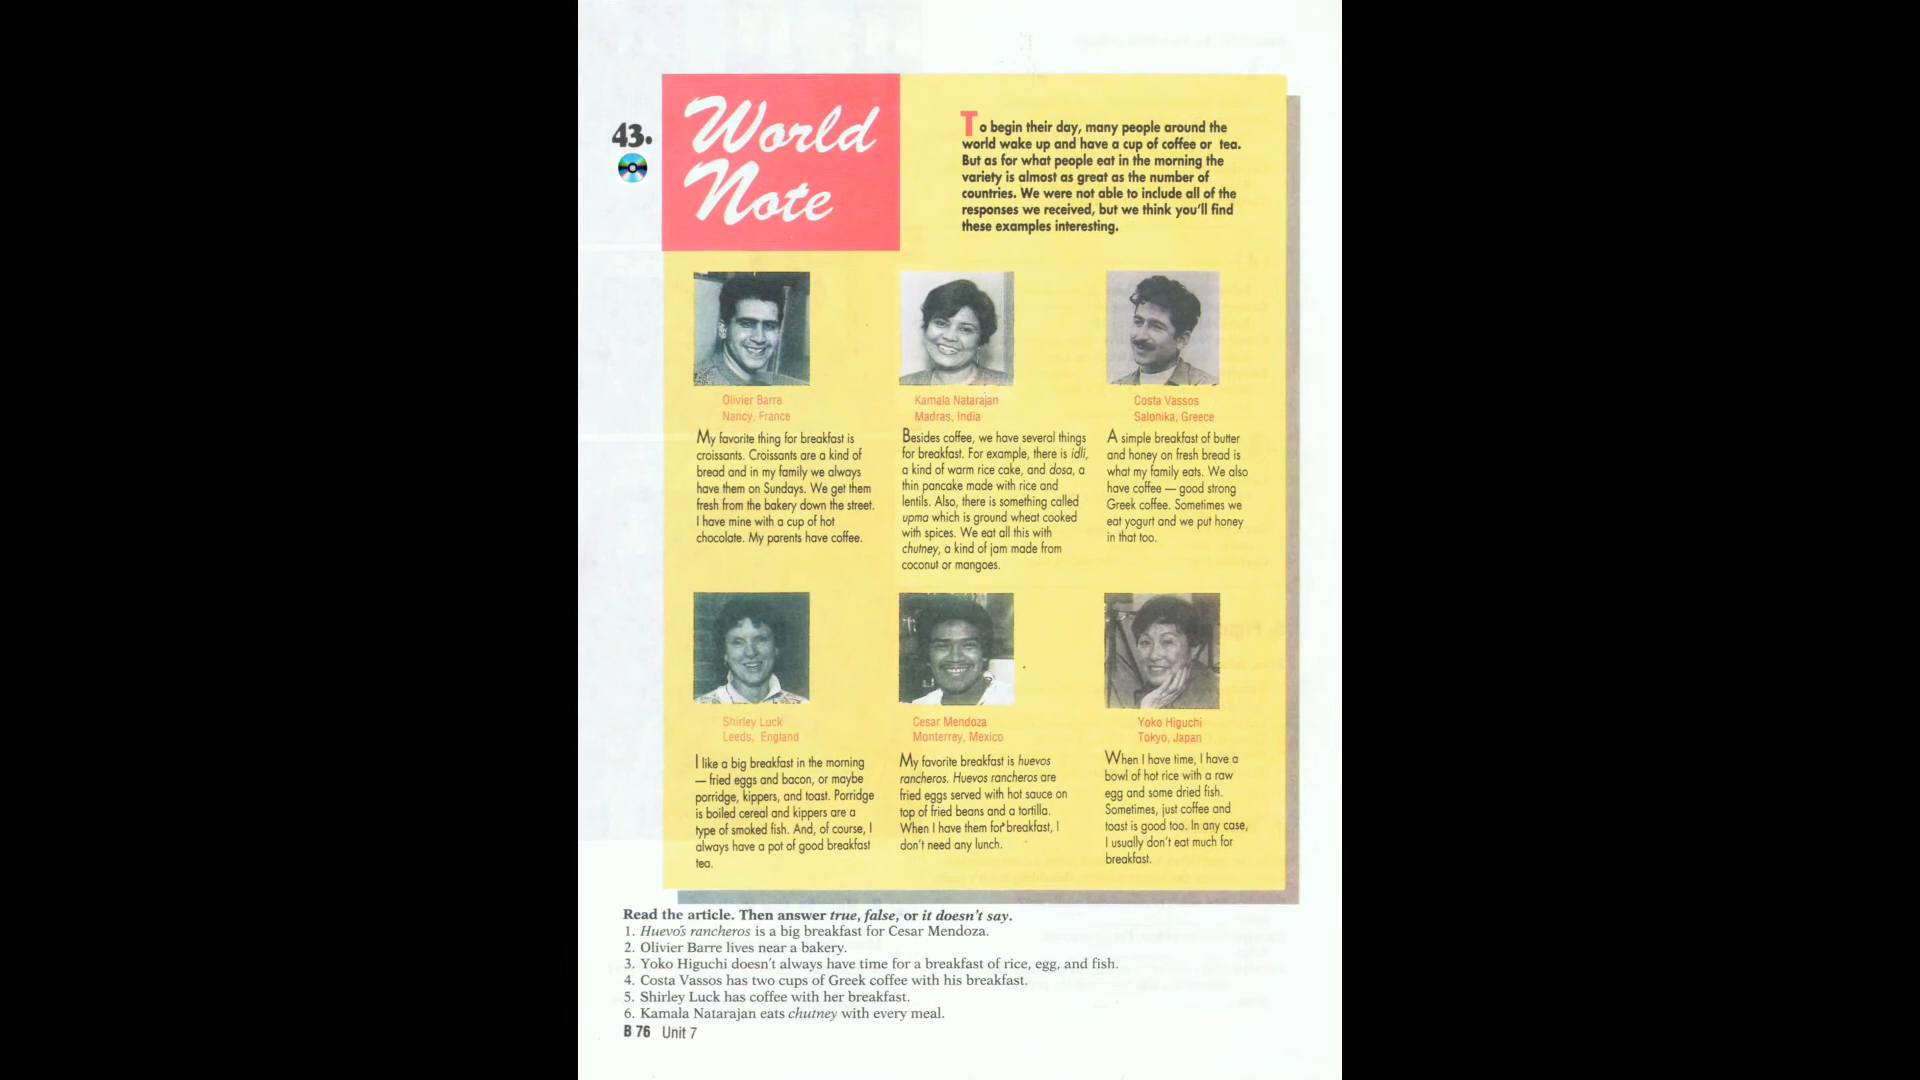 43.
World
Note
To begin their day, many people around the
world wake up and have a cup of coffee or tea.
But as for what people eat in the morning the
variety is almost as great as the number of
countries. We were not able to include all of the
responses we received, but we think you'll find
these examples interesting.
Olivier Barre
Nancy, France
My favorite thing for breakfast is
croissants. Croissants are a kind of
bread and in my family we always
have them on Sundays. We get them
fresh from the bakery down the street.
I have mine with a cup of hot
chocolate. My parents have coffee.
Kamala Natarajan
Madras, India
Besides coffee, we have several things
for breakfast. For example, there is idli,
a kind of warm rice cake, and dosa, a
thin pancake made with rice and
lentils. Also, there is something called
upma which is ground wheat cooked
with spices. We eat all this with
chutney, a kind of jam made from
coconut or mangoes.
Costa Vassos
Salonika, Greece
A simple breakfast of butter
and honey on fresh bread is
what my family eats. We also
have coffee — good strong
Greek coffee. Sometimes we
eat yogurt and we put honey
in that too.
Shirley Luck
Leeds, England
I like a big breakfast in the morning
— fried eggs and bacon, or maybe
porridge, kippers, and toast. Porridge
is boiled cereal and kippers are a
type of smoked fish. And, of course, I
always have a pot of good breakfast
tea.
Cesar Mendoza
Monterrey, Mexico
My favorite breakfast is huevos
rancheros. Huevos rancheros are
fried eggs served with hot sauce on
top of fried beans and a tortilla.
When I have them for breakfast, I
don't need any lunch.
Yoko Higuchi
Tokyo, Japan
When I have time, I have a
bowl of hot rice with a raw
egg and some dried fish.
Sometimes, just coffee and
toast is good too. In any case,
I usually don't eat much for
breakfast.
Read the article. Then answer true, false, or it doesn't say.
1. Huevos rancheros is a big breakfast for Cesar Mendoza.
2. Olivier Barre lives near a bakery.
3. Yoko Higuchi doesn't always have time for a breakfast of rice, egg, and fish.
4. Costa Vassos has two cups of Greek coffee with his breakfast.
5. Shirley Luck has coffee with her breakfast.
6. Kamala Natarajan eats chutney with every meal.
B 76 Unit 7